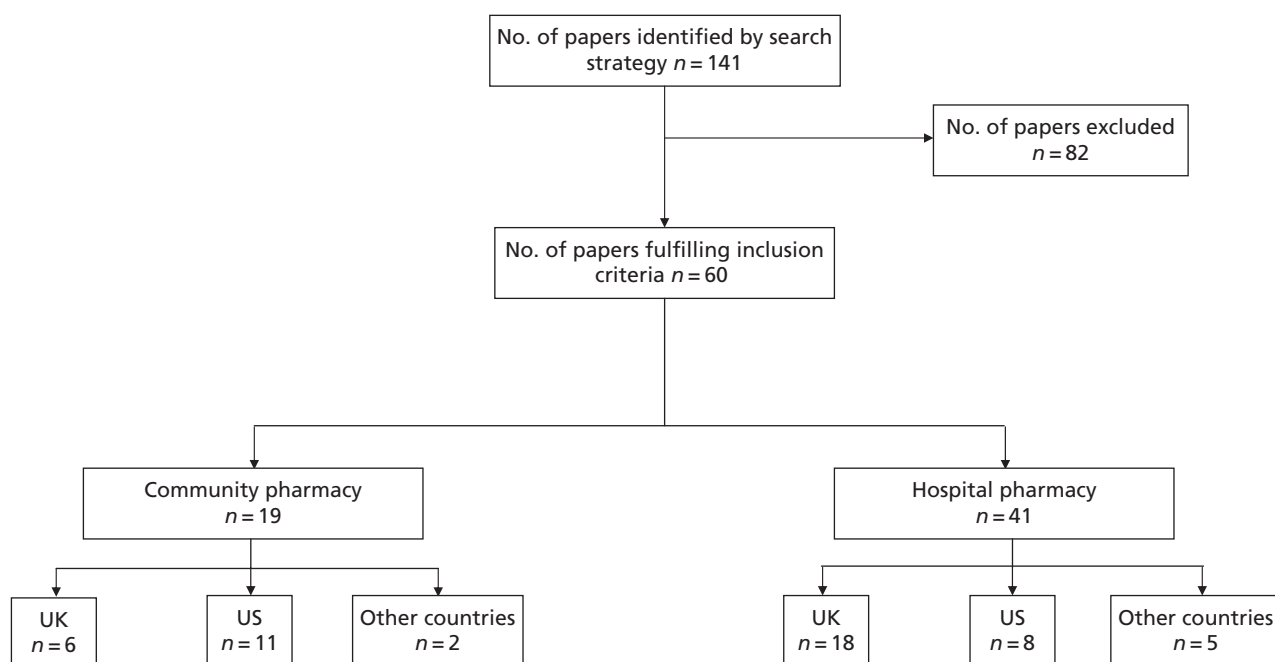 No. of papers identified by search
strategy n = 141
No. of papers excluded
n = 82
No. of papers fulfilling inclusion
criteria n = 60
Community pharmacy
n = 19
Hospital pharmacy
n = 41
UK
n = 6
US
n = 11
Other countries
n = 2
UK
n = 18
US
n = 8
Other countries
n = 5